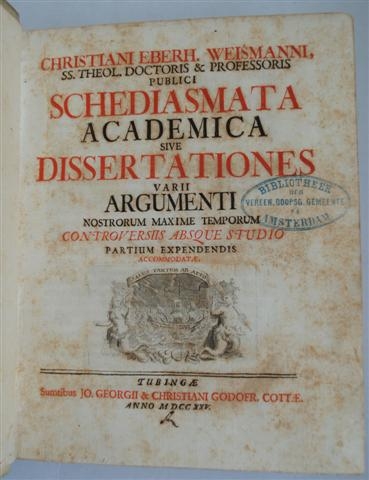 CHRISTIANI EBERH. WEISMANNI,
SS. THEOL. DOCTORIS & PROFESSORIS
PUBLICI
SCHEDIASMATA
ACADEMICA
SIVE
DISSERTATIONES
VARII
ARGUMENTI
NOSTRORUM MAXIME TEMPORUM
CONTROVERSIIS ABSQUE STUDIO
PARTIUM EXPENDENDIS
ACCOMMODATÆ.
BIBLIOTHEEK
DER
VEREEN. DOOPSG. GEMEENTE
TE
AMSTERDAM
TUBINGÆ
Sumtibus JO. GEORGII & CHRISTIANI GODOFR. COTTÆ.
ANNO MDCCXXV.